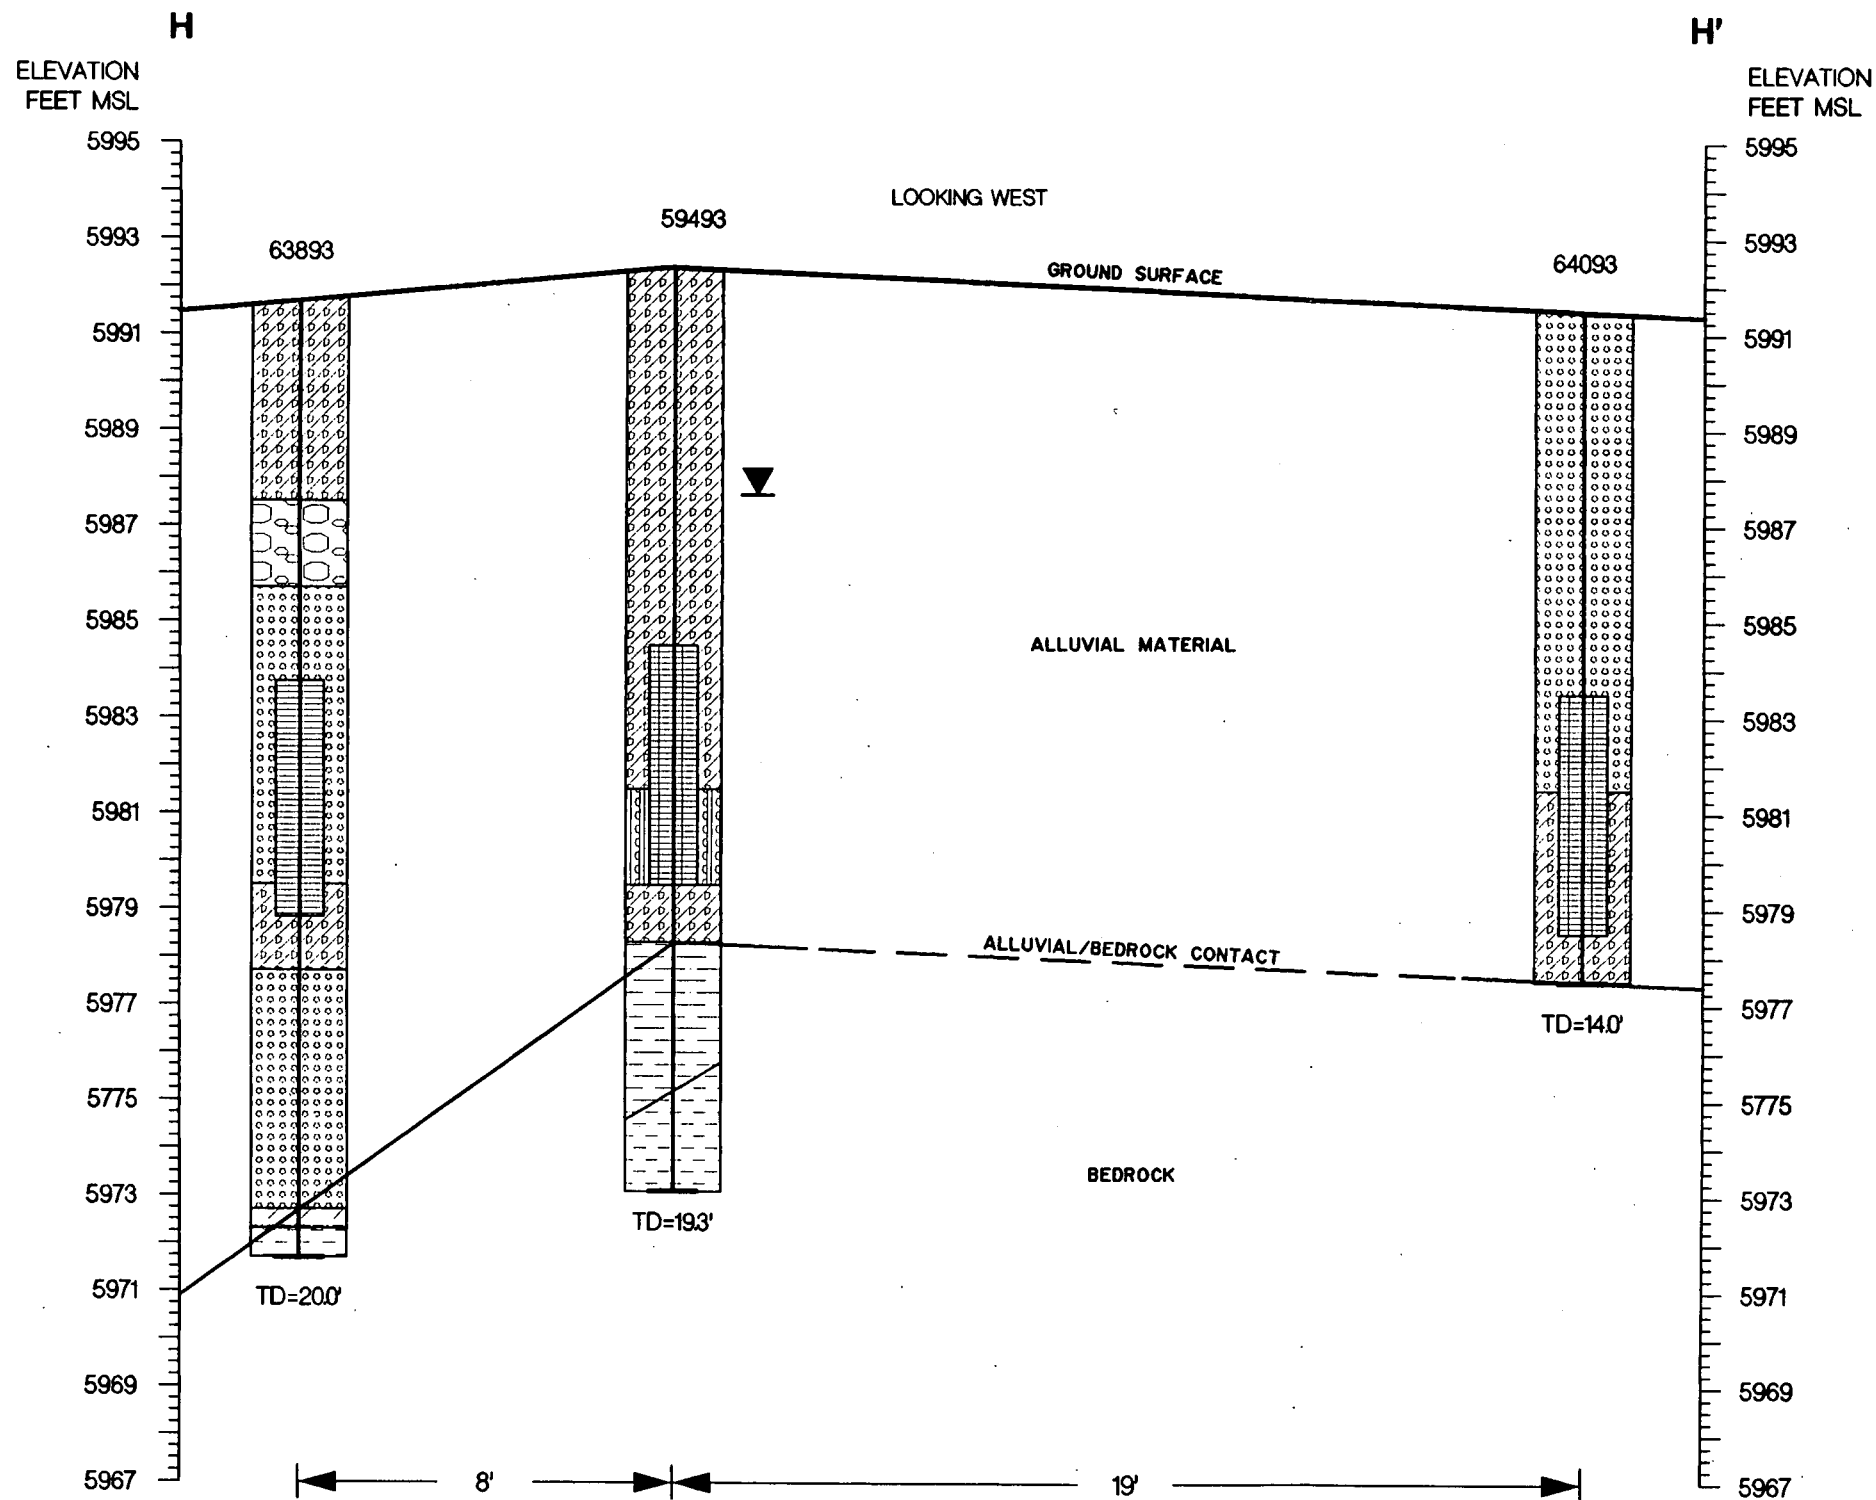 H
H'
ELEVATION
FEET MSL
ELEVATION
FEET MSL
5995
5995
LOOKING WEST
59493
5993
5993
63893
64093
GROUND SURFACE
5991
5991
5989
5989
5987
5987
5985
5985
ALLUVIAL MATERIAL
5983
5983
5981
5981
5979
5979
ALLUVIAL/BEDROCK CONTACT
5977
5977
TD=14.0'
5775
5775
BEDROCK
5973
5973
TD=19.3'
5971
5971
TD=20.0'
5969
5969
5967
5967
8'
19'